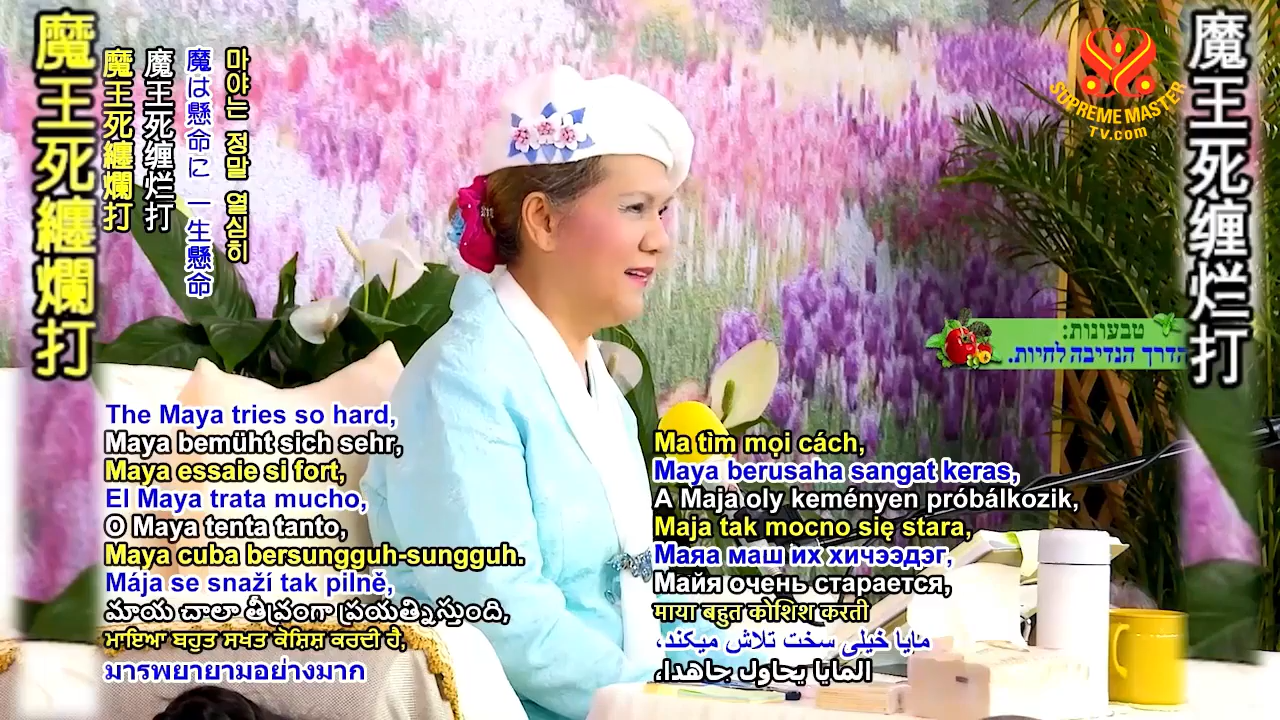 魔王死纏爛打
魔王死纏爛打
魔王死缠烂打
魔は懸命に 一生懸命
마야는 정말 열심히
SUPREME MASTER
TV.com
魔王死缠烂打
טבעונות:
הדרך הנדיבה לחיות.
The Maya tries so hard,
Maya bemüht sich sehr,
Maya essaie si fort,
El Maya trata mucho,
O Maya tenta tanto,
Maya cuba bersungguh-sungguh.
Mája se snaží tak pilně,
మాయ చాలా తీవ్రంగా ప్రయత్నిస్తుంది,
ਮਾਇਆ ਬਹੁਤ ਸਖਤ ਕੋਸ਼ਿਸ਼ ਕਰਦੀ ਹੈ,
มารพยายามอย่างมาก
Ma tìm mọi cách,
Maya berusaha sangat keras,
A Maja oly keményen próbálkozik,
Maja tak mocno się stara,
Маяа маш их хичээдэг,
Майя очень старается,
माया बहुत कोशिश करती
مایا خیلی سخت تلاش میکند،
المايا يحاول جاهدا،